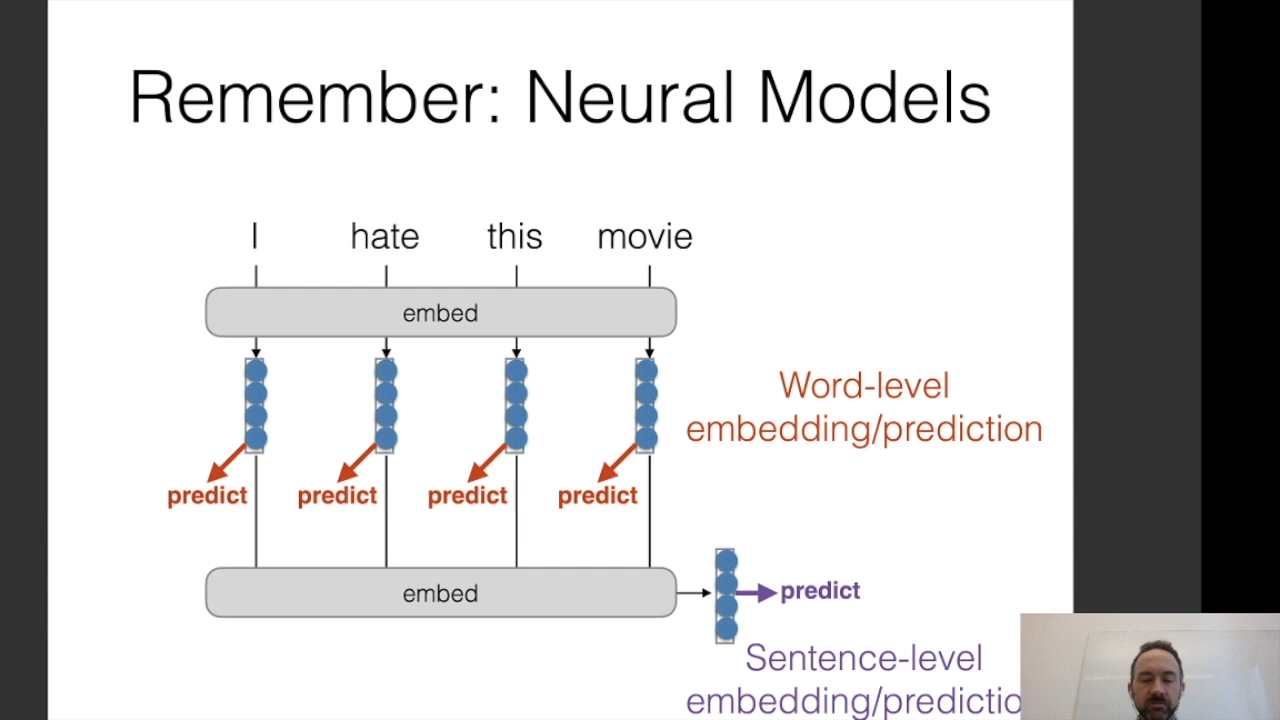 Remember: Neural Models
I hate this movie
embed
Word-level
embedding/prediction
predict predict predict predict
embed
predict
Sentence-level
embedding/predictio